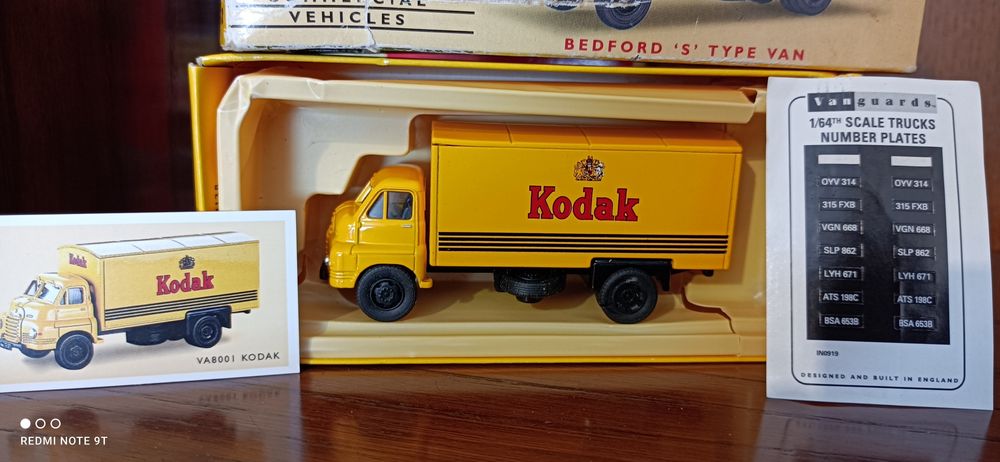 COMMERCIAL
VEHICLES
BEDFORD 'S' TYPE VAN
Kodak
Kodak
Kodak
VA8001 KODAK
Vanguards
1/64TH SCALE TRUCKS
NUMBER PLATES
OYV 314 OYV 314
315 FXB 315 FXB
VGN 668 VGN 668
SLP 862 SLP 862
LYH 671 LYH 671
ATS 198C ATS 198C
BSA 653B BSA 653B
IN0919
DESIGNED AND BUILT IN ENGLAND
REDMI NOTE 9T